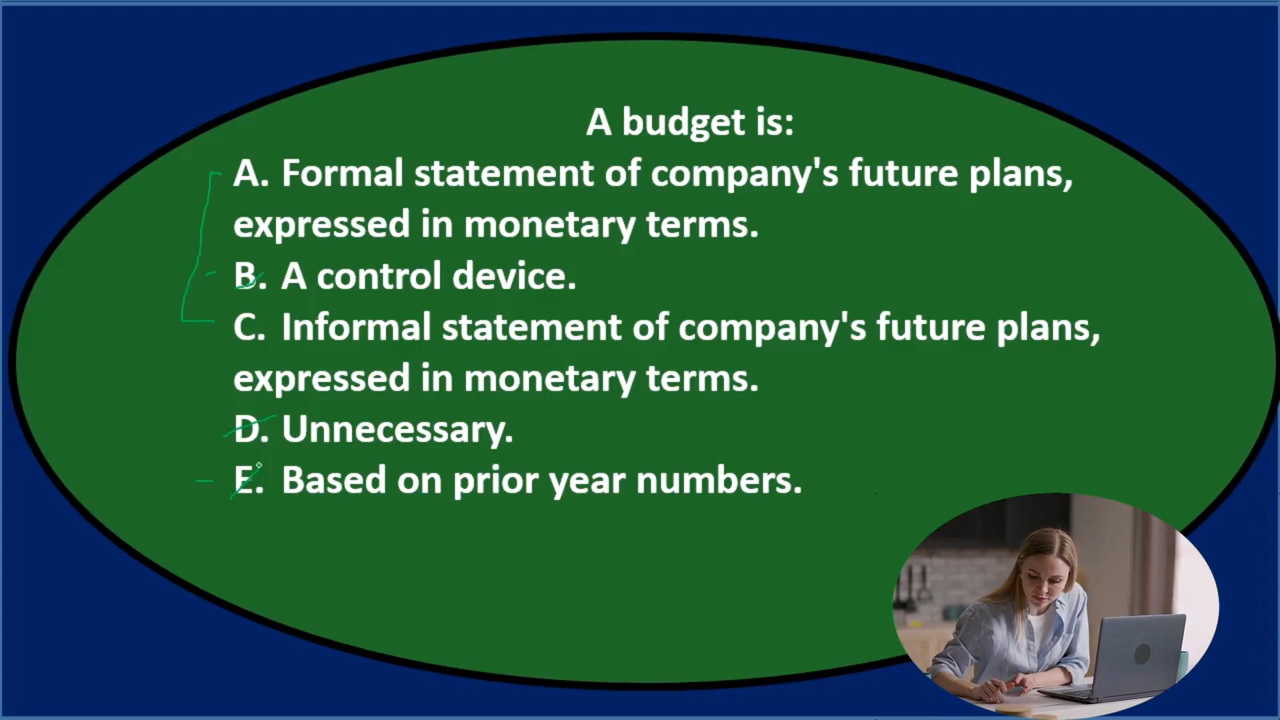 A budget is:
A. Formal statement of company's future plans,
expressed in monetary terms.
B. A control device.
C. Informal statement of company's future plans,
expressed in monetary terms.
D. Unnecessary.
E. Based on prior year numbers.